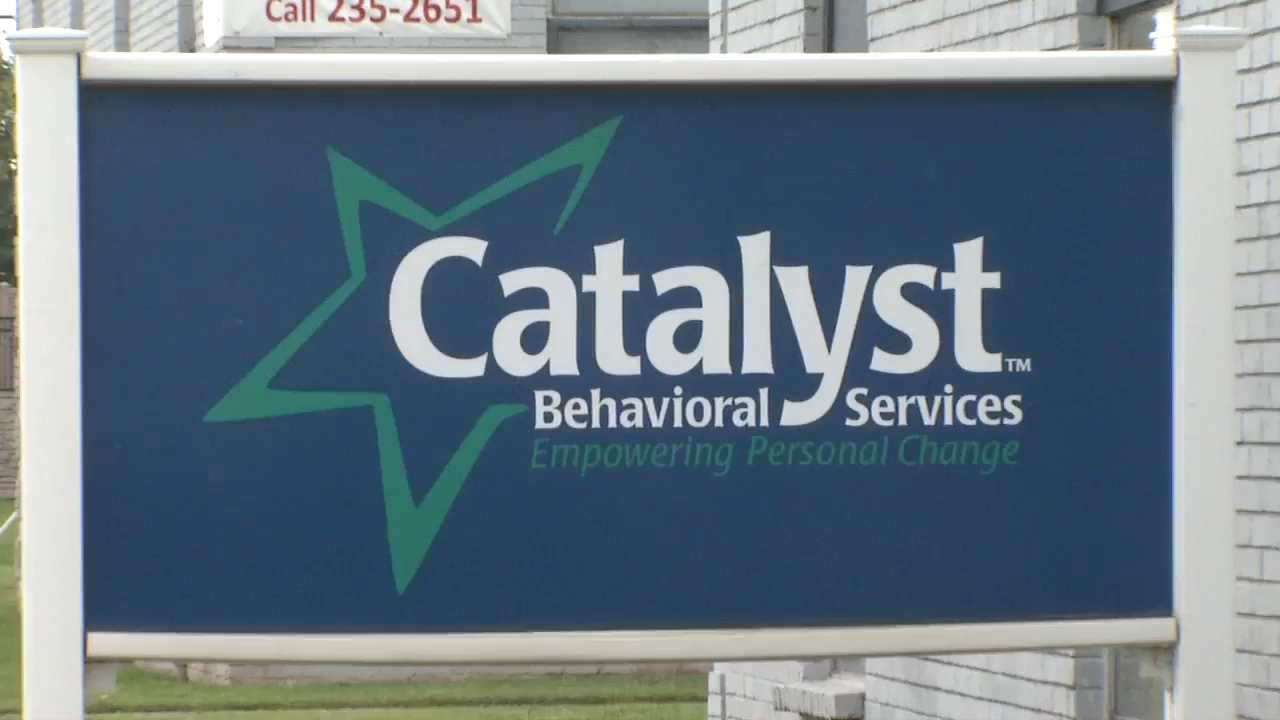 Call 235-2651
Catalyst™
Behavioral Services
Empowering Personal Change